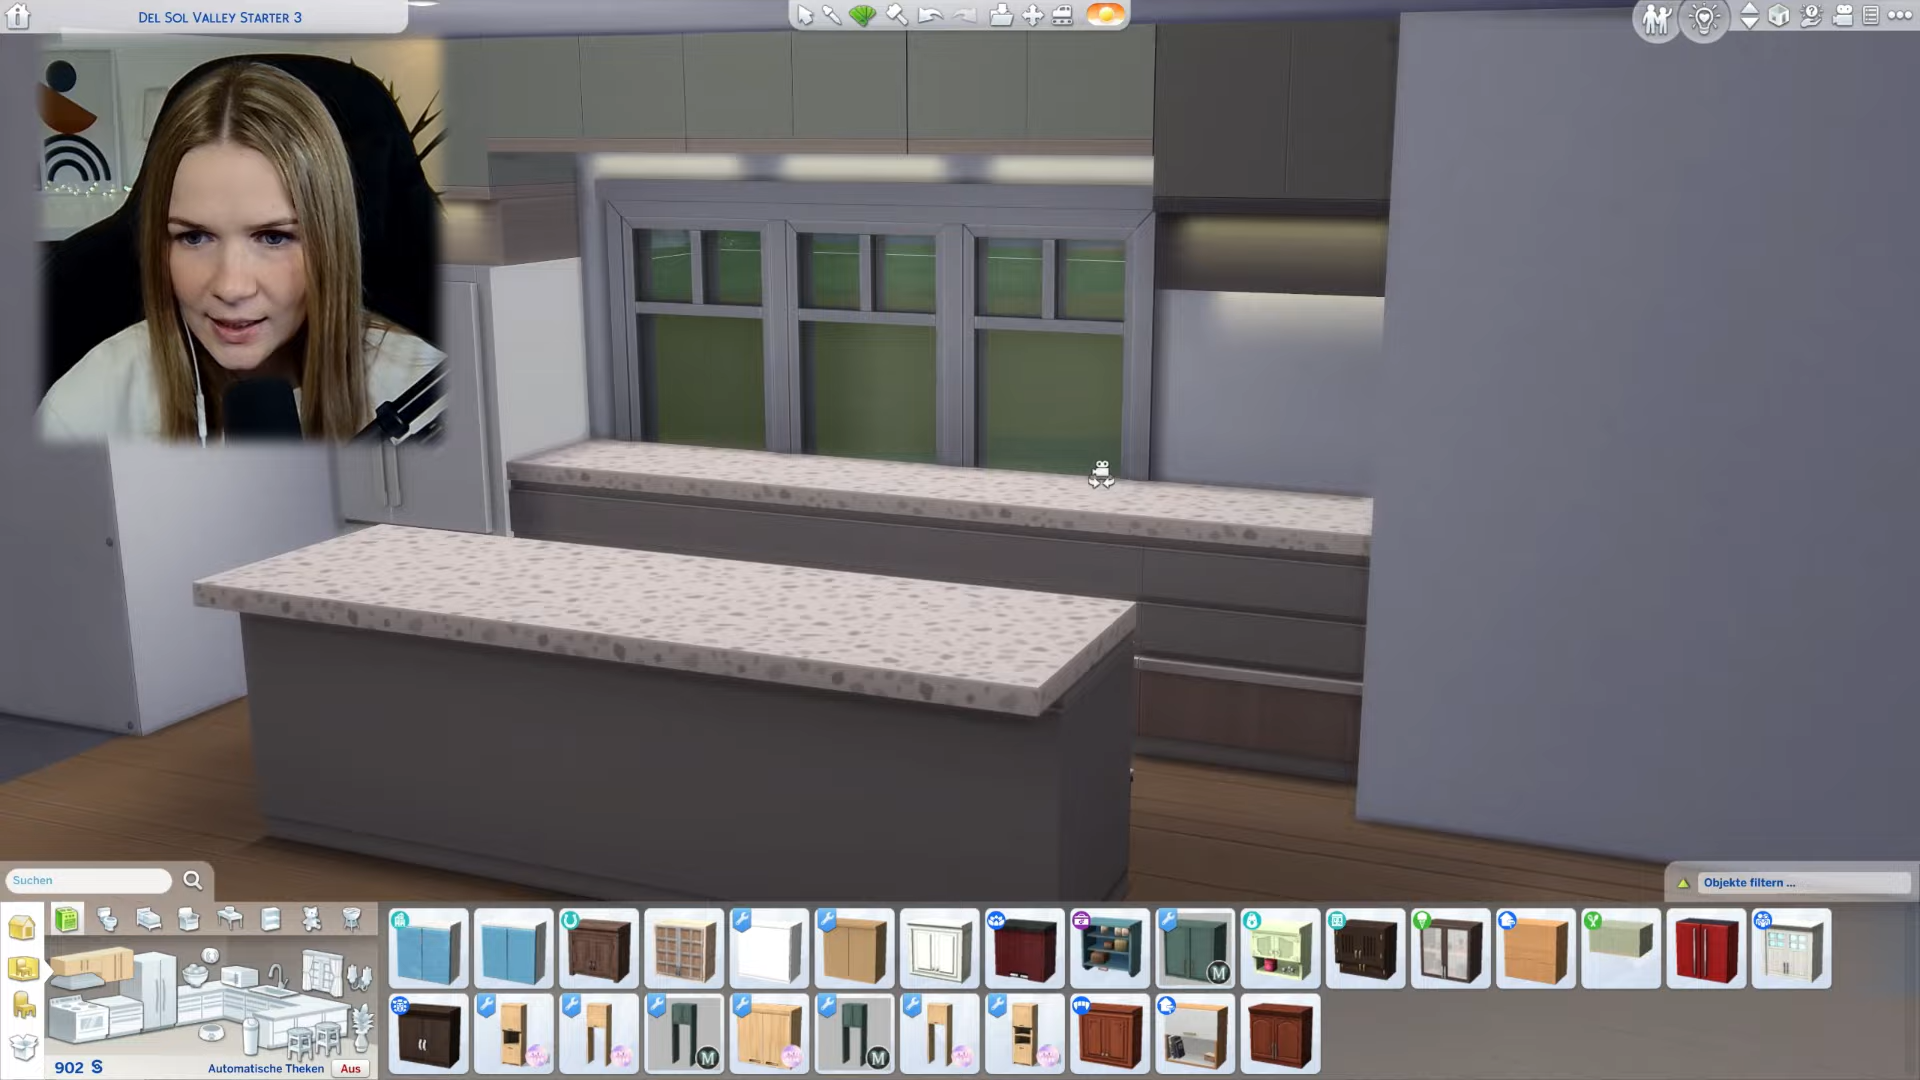 Del Sol Valley Starter 3
Suchen
Objekte filtern ...
M
M
M
902 S
Automatische Theken
Aus